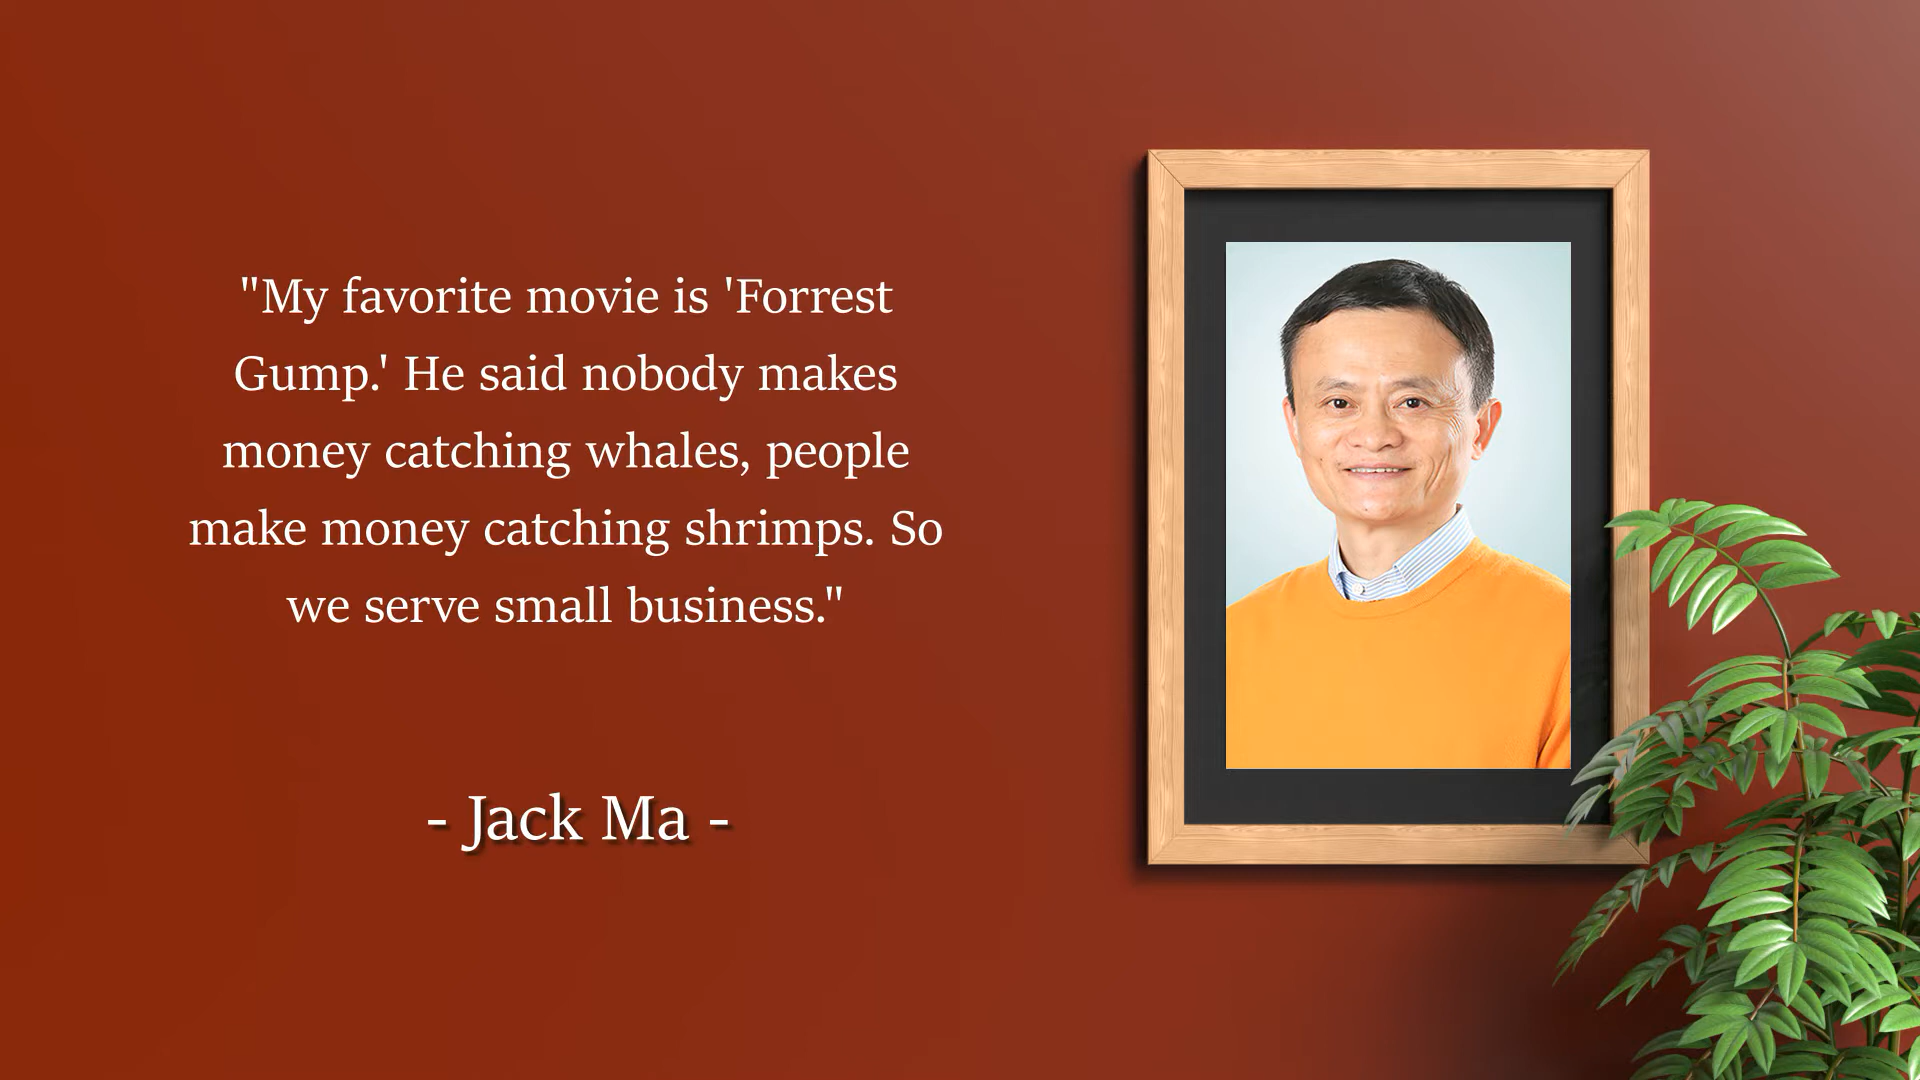 "My favorite movie is 'Forrest
Gump.' He said nobody makes
money catching whales, people
make money catching shrimps. So
we serve small business."
- Jack Ma -